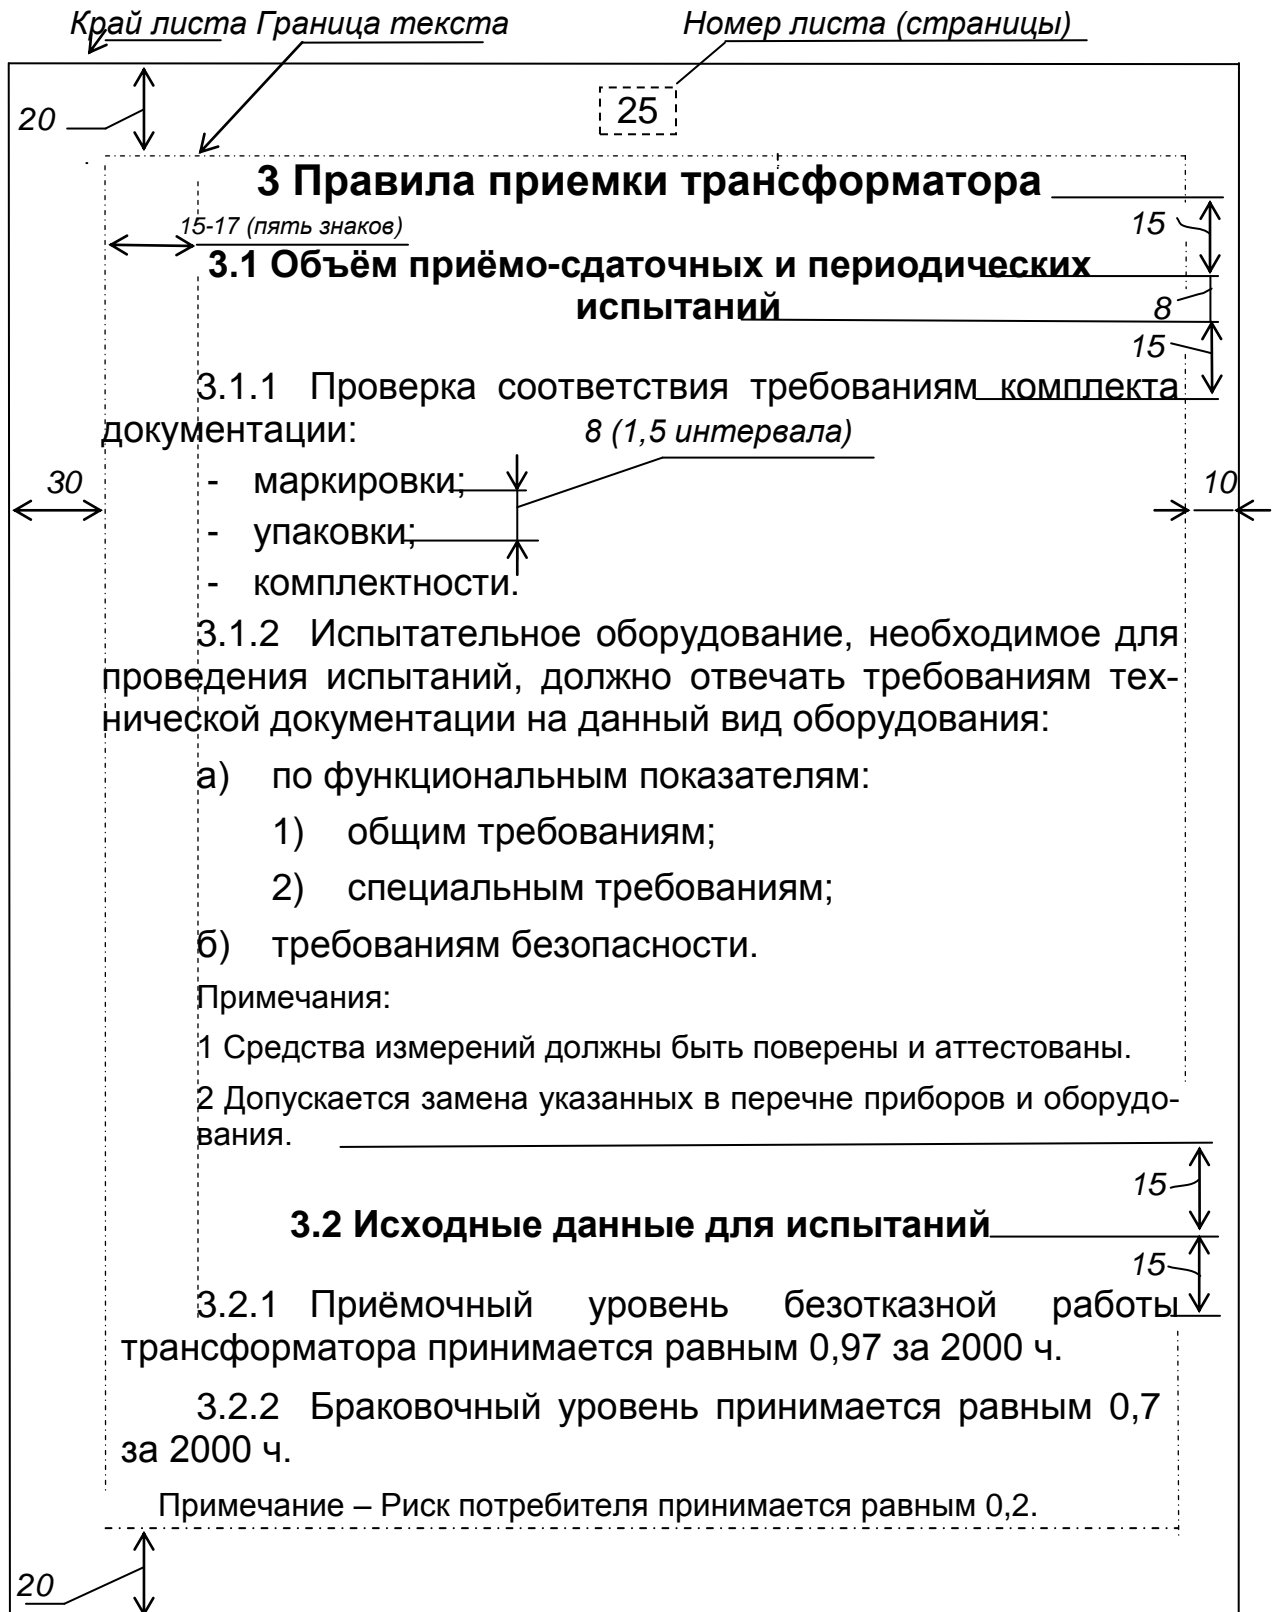 Край листа Граница текста Номер листа (страницы)
20
25
3 Правила приемки трансформатора
15-17 (пять знаков)
15
3.1 Объём приёмо-сдаточных и периодических
испытаний
8
15
3.1.1 Проверка соответствия требованиям комплекта
документации:
8 (1,5 интервала)
- маркировки;
30
10
- упаковки;
- комплектности.
3.1.2 Испытательное оборудование, необходимое для
проведения испытаний, должно отвечать требованиям тех-
нической документации на данный вид оборудования:
а) по функциональным показателям:
1) общим требованиям;
2) специальным требованиям;
б) требованиям безопасности.
Примечания:
1 Средства измерений должны быть поверены и аттестованы.
2 Допускается замена указанных в перечне приборов и оборудо-
вания.
15
3.2 Исходные данные для испытаний
15
3.2.1 Приёмочный уровень безотказной работы
трансформатора принимается равным 0,97 за 2000 ч.
3.2.2 Браковочный уровень принимается равным 0,7
за 2000 ч.
Примечание – Риск потребителя принимается равным 0,2.
20